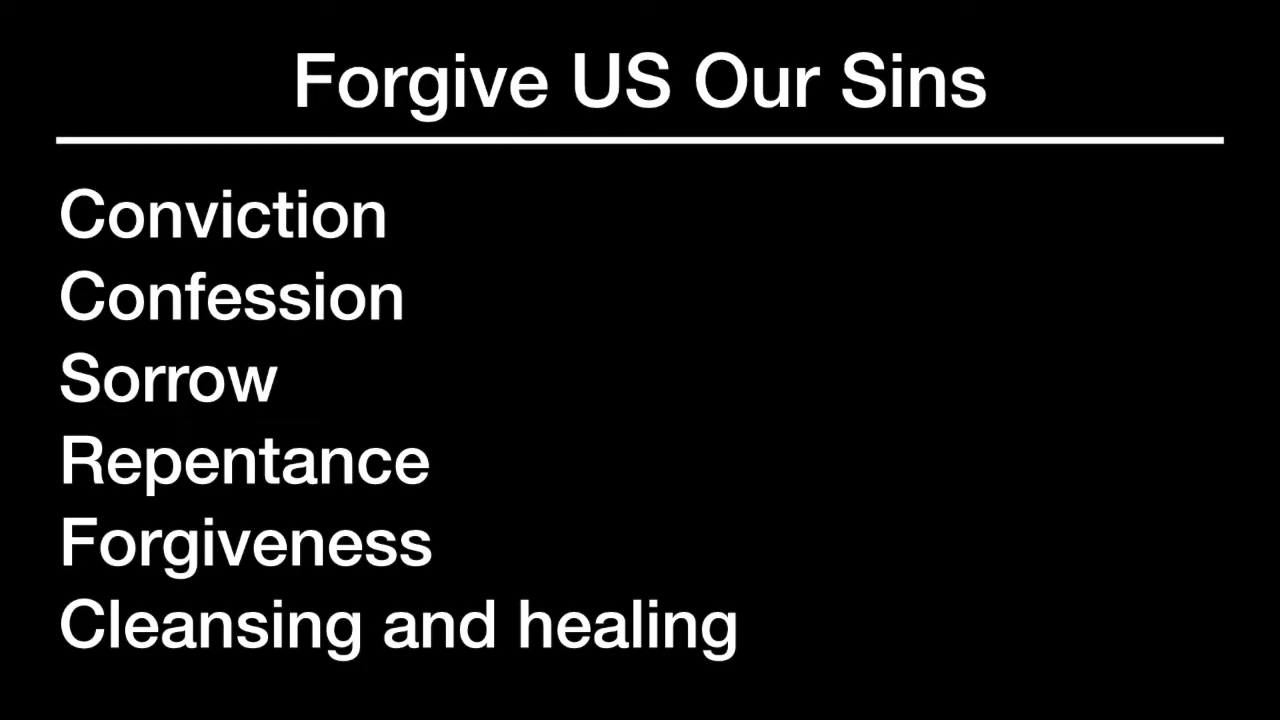 Forgive US Our Sins
Conviction
Confession
Sorrow
Repentance
Forgiveness
Cleansing and healing